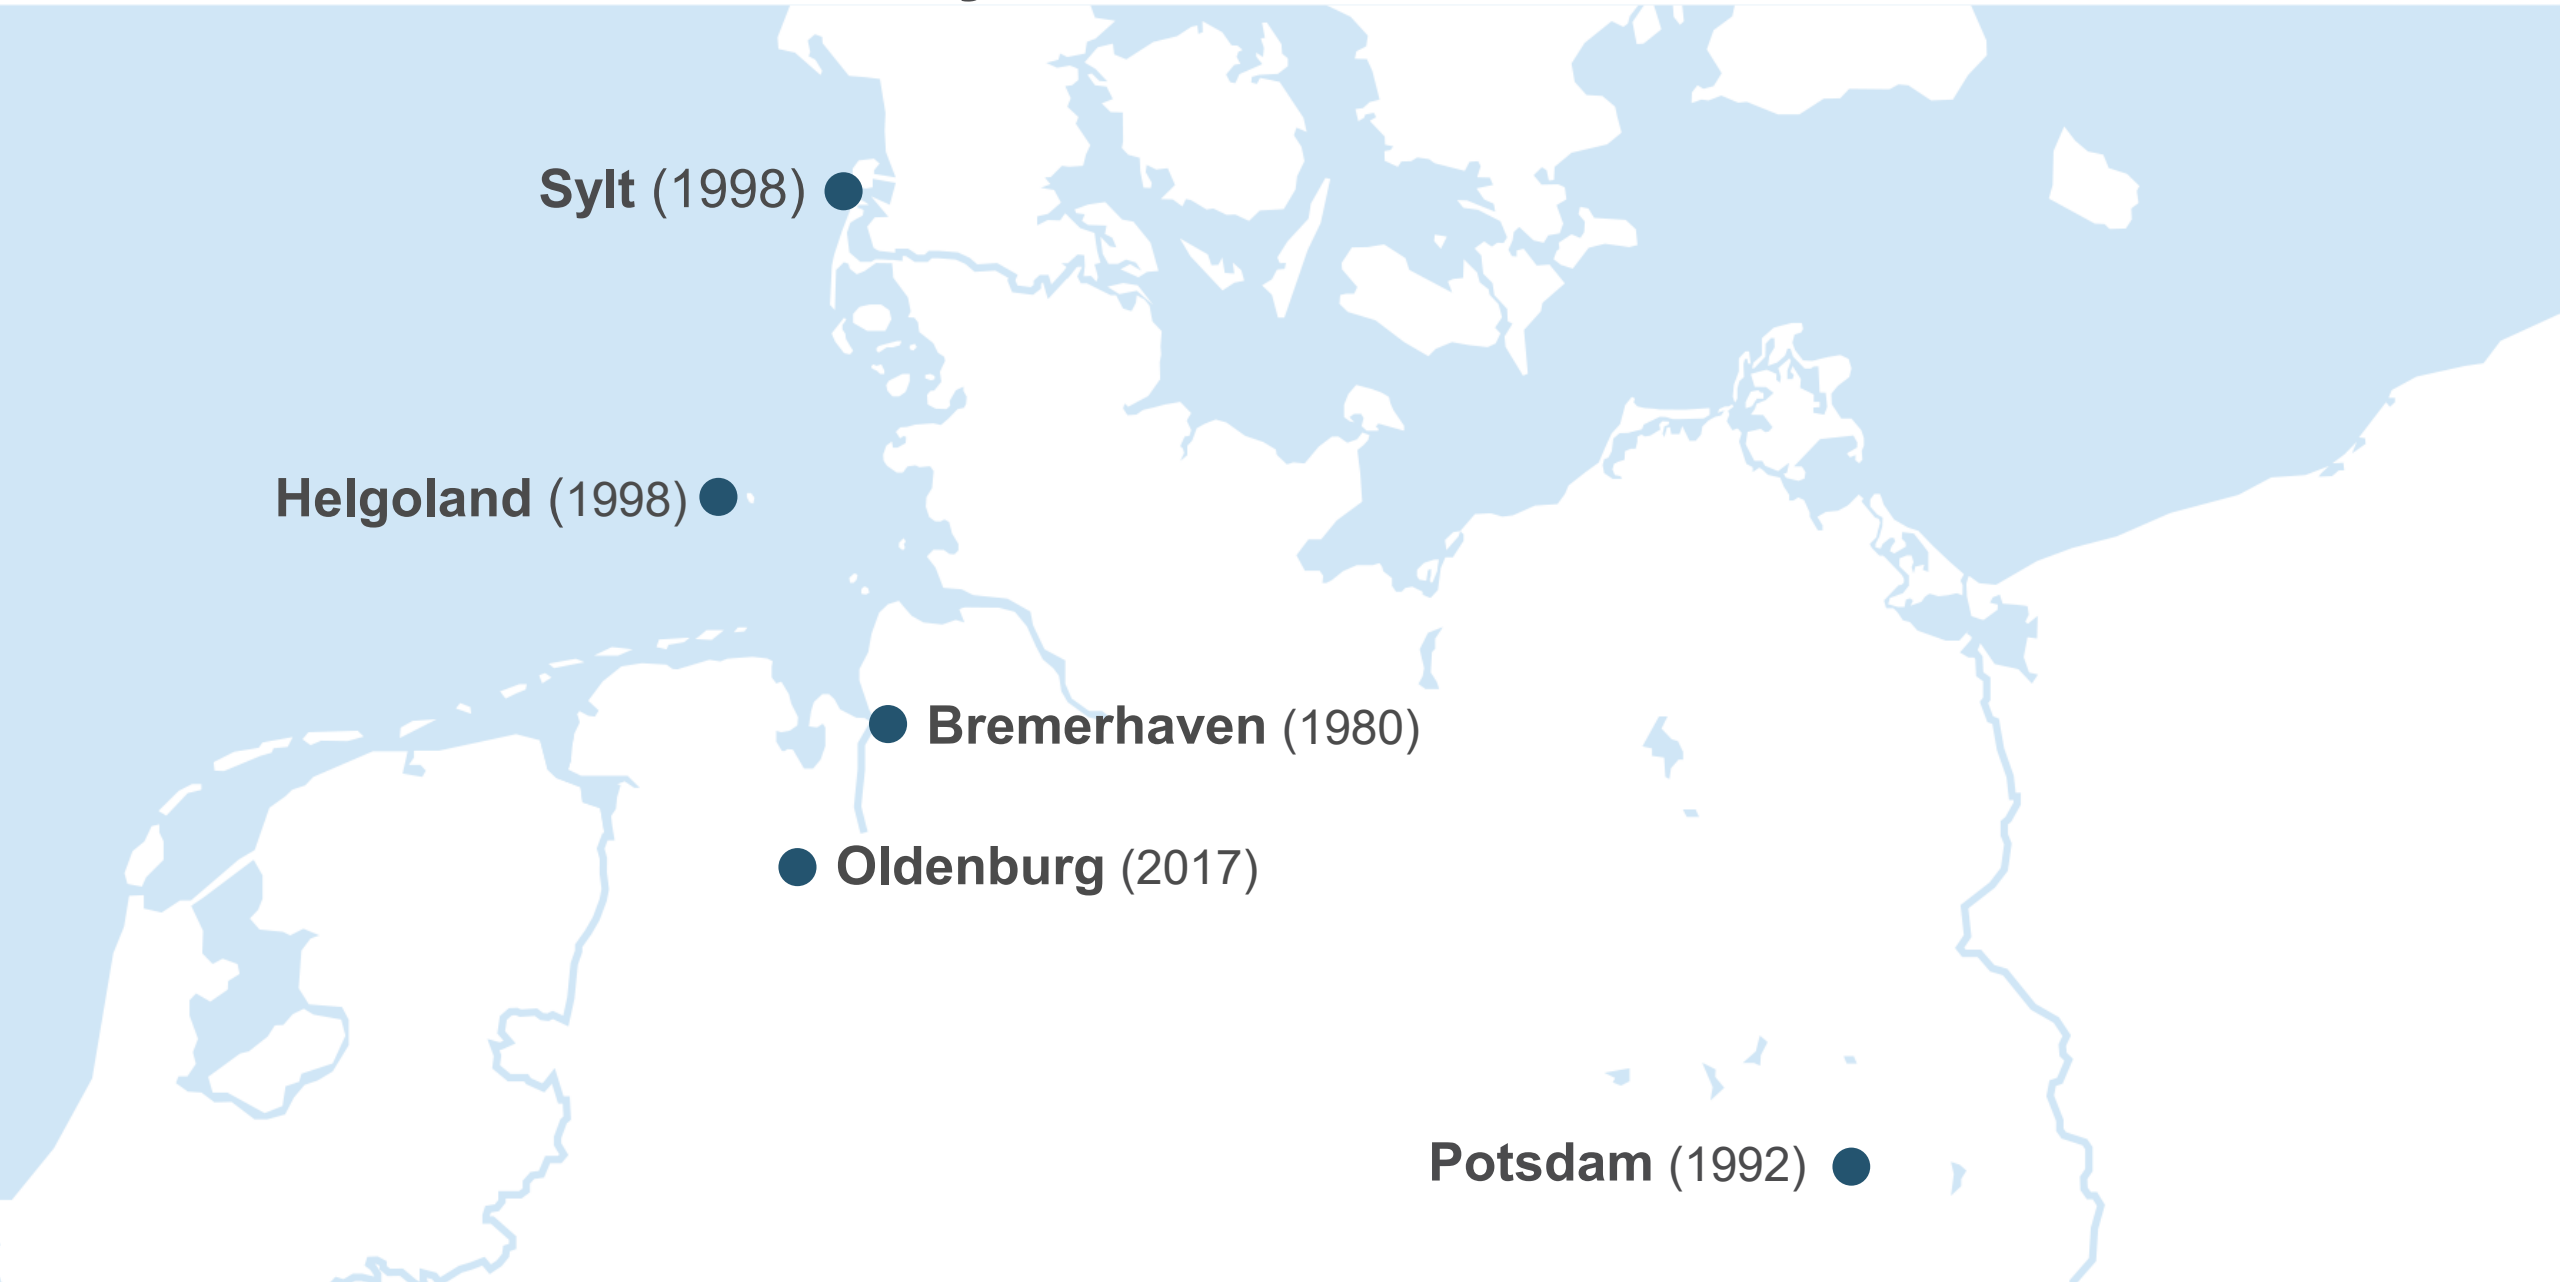 Sylt (1998)
Helgoland (1998)
Bremerhaven (1980)
Oldenburg (2017)
Potsdam (1992)